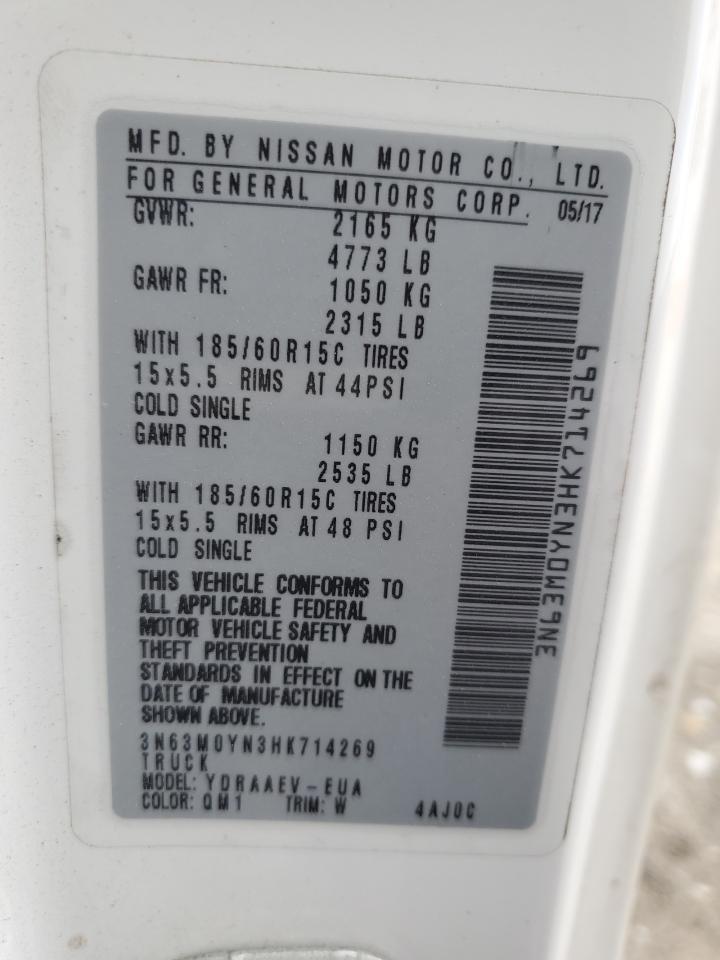 MFD. BY NISSAN MOTOR CO., LTD.
FOR GENERAL MOTORS CORP. 05/17
GVWR: 2165 KG
4773 LB
GAWR FR: 1050 KG
2315 LB
WITH 185/60R15C TIRES
15x5.5 RIMS AT 44PSI
COLD SINGLE
GAWR RR: 1150 KG
2535 LB
WITH 185/60R15C TIRES
15x5.5 RIMS AT 48 PSI
COLD SINGLE
THIS VEHICLE CONFORMS TO
ALL APPLICABLE FEDERAL
MOTOR VEHICLE SAFETY AND
THEFT PREVENTION
STANDARDS IN EFFECT ON THE
DATE OF MANUFACTURE
SHOWN ABOVE.
3N63M0YN3HK714269
TRUCK
MODEL: YDRAAEV-EUA
COLOR: QM1 TRIM: W 4AJ0C
3N63M0YN3HK714269